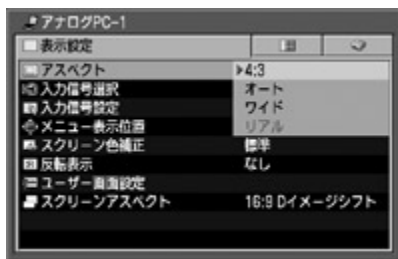 アナログPC-1
表示設定
アスペクト ▶4:3
入力信号選択 オート
入力信号設定 ワイド
メニュー表示位置 リアル
スクリーン色補正 標準
反転表示 なし
ユーザー画面設定
スクリーンアスペクト 16:9 Dイメージシフト